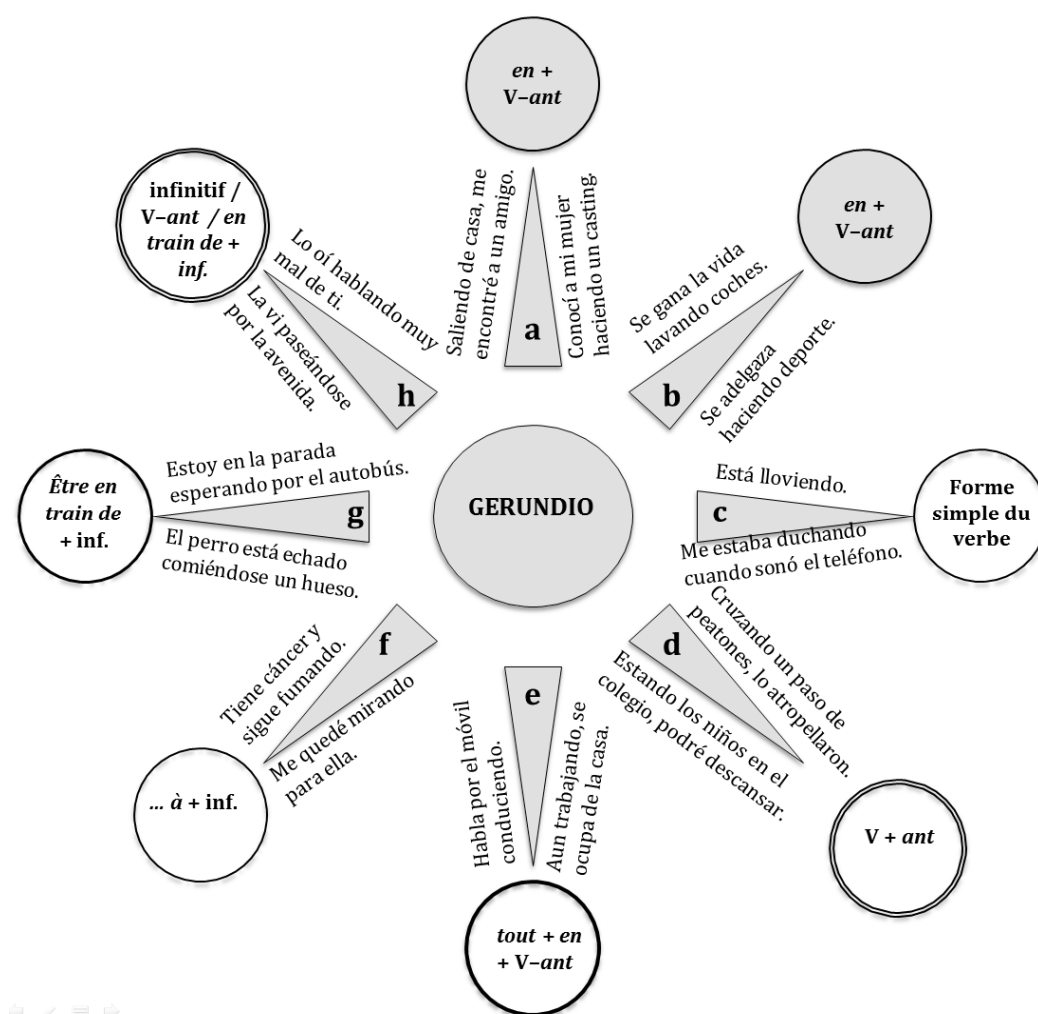 en +
V–ant
Saliendo de casa, me
encontré a un amigo.
a
Conocí a mi mujer
haciendo un casting.
en +
V–ant
Se gana la vida
lavando coches.
b
Se adelgaza
haciendo deporte.
Está lloviendo.
c
Me estaba duchando
cuando sonó el teléfono.
Forme
simple du
verbe
Cruzando un paso de
peatones, lo atropellaron.
d
Estando los niños en el
colegio, podré descansar.
V + ant
Habla por el móvil
conduciendo.
e
Aun trabajando, se
ocupa de la casa.
tout + en
+ V–ant
Tiene cáncer y
sigue fumando.
f
Me quedé mirando
para ella.
... à + inf.
Estoy en la parada
esperando por el autobús.
g
El perro está echado
comiéndose un hueso.
Être en
train de
+ inf.
Lo oí hablando muy
mal de ti.
h
La vi paseándose
por la avenida.
infinitif /
V–ant / en
train de +
inf.
GERUNDIO